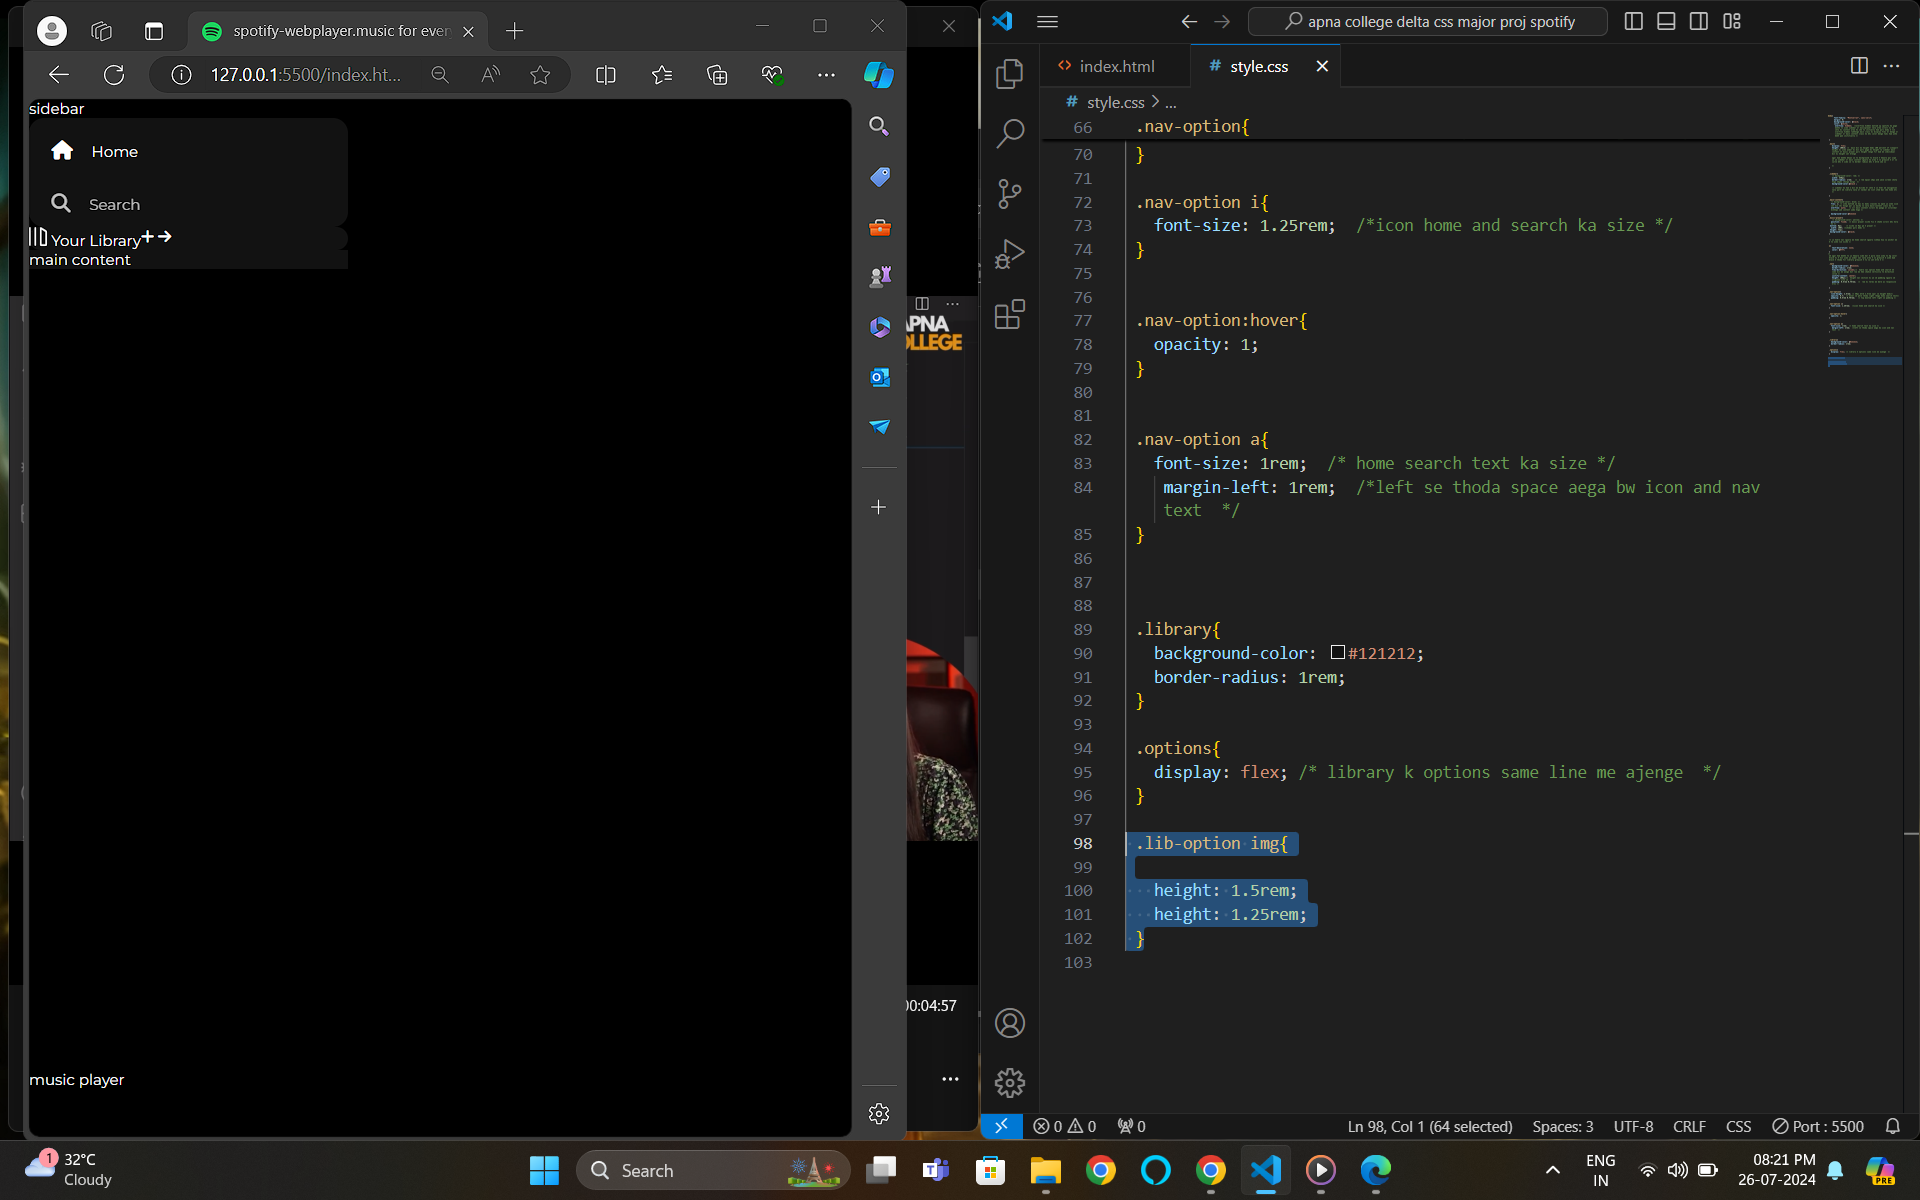 spotify-webplayer.music for ever
127.0.0.1:5500/index.ht...
sidebar
Home
Search
Your Library
main content
music player
APNA
COLLEGE
00:04:57
apna college delta css major proj spotify
index.html
# style.css
# style.css > ...
66 .nav-option{
70 }
71
72 .nav-option i{
73 font-size: 1.25rem; /*icon home and search ka size */
74 }
75
76
77 .nav-option:hover{
78 opacity: 1;
79 }
80
81
82 .nav-option a{
83 font-size: 1rem; /* home search text ka size */
84 margin-left: 1rem; /*left se thoda space aega bw icon and nav
text */
85 }
86
87
88
89 .library{
90 background-color: #121212;
91 border-radius: 1rem;
92 }
93
94 .options{
95 display: flex; /* library k options same line me ajenge */
96 }
97
98 .lib-option img{
99
100 height: 1.5rem;
101 height: 1.25rem;
102 }
103
0 0 0
Ln 98, Col 1 (64 selected) Spaces: 3 UTF-8 CRLF CSS Port : 5500
1
32°C
Cloudy
Search
ENG
IN
08:21 PM
26-07-2024
PRE